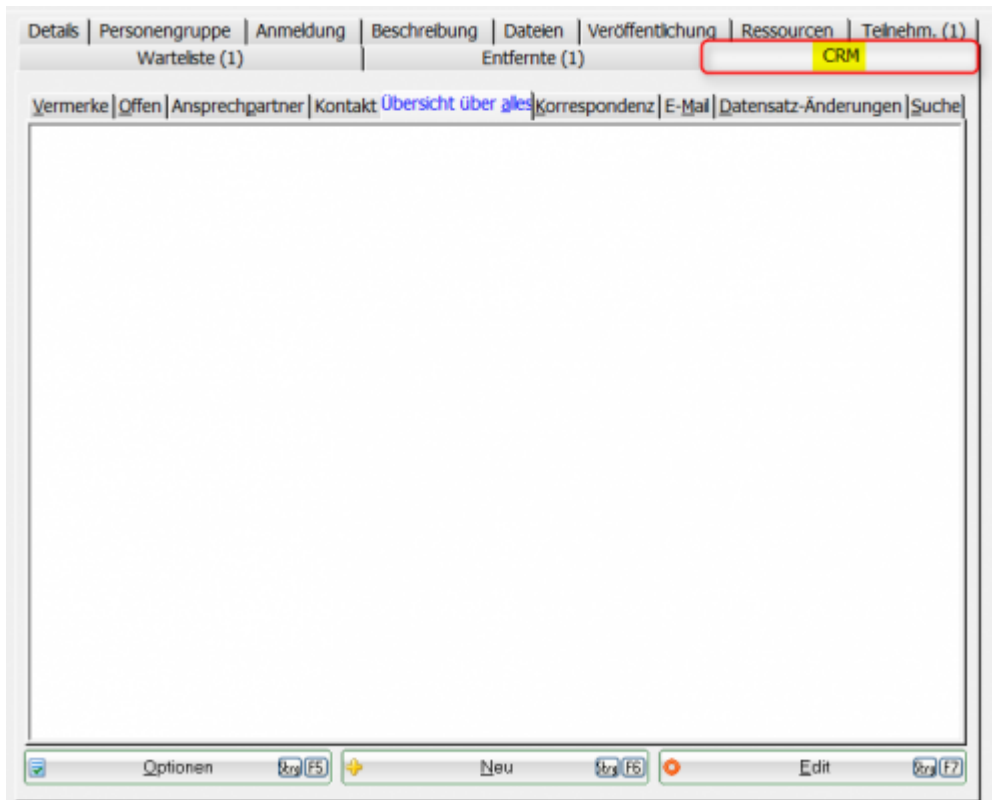 Details Personengruppe Anmeldung Beschreibung Dateien Veröffentlichung Ressourcen Teilnehm. (1)
Warteliste (1) Entfernte (1) CRM
Vermerke Offen Ansprechpartner Kontakt Übersicht über alles Korrespondenz E-Mail Datensatz-Änderungen Suche
Optionen Strg F5 Neu Strg F6 Edit Strg F7